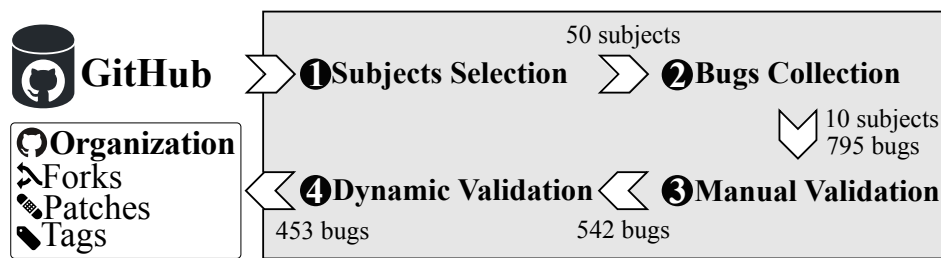 GitHub
50 subjects
❶Subjects Selection
❷Bugs Collection
10 subjects
795 bugs
❸Manual Validation
542 bugs
❹Dynamic Validation
453 bugs
Organization
Forks
Patches
Tags